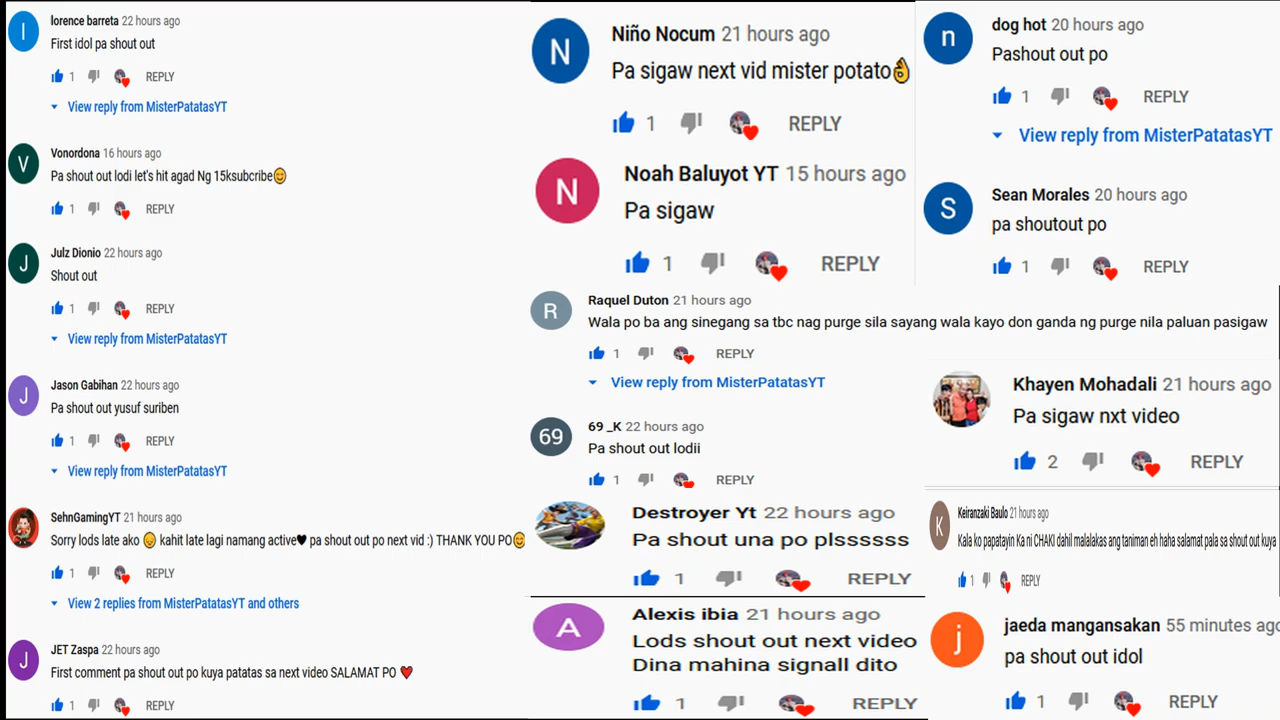 I
lorence barreta 22 hours ago
First idol pa shout out
1 REPLY
View reply from MisterPatatasYT
V
Vonordona 16 hours ago
Pa shout out lodi let's hit agad Ng 15ksubcribe😊
1 REPLY
J
Julz Dionio 22 hours ago
Shout out
1 REPLY
View reply from MisterPatatasYT
J
Jason Gabihan 22 hours ago
Pa shout out yusuf suriben
1 REPLY
View reply from MisterPatatasYT
SehnGamingYT 21 hours ago
Sorry lods late ako 😞 kahit late lagi namang active♥ pa shout out po next vid :) THANK YOU PO😊
1 REPLY
View 2 replies from MisterPatatasYT and others
J
JET Zaspa 22 hours ago
First comment pa shout out po kuya patatas sa next video SALAMAT PO ❤
1 REPLY
N
Niño Nocum 21 hours ago
Pa sigaw next vid mister potato👌
1 REPLY
N
Noah Baluyot YT 15 hours ago
Pa sigaw
1 REPLY
n
dog hot 20 hours ago
Pashout out po
1 REPLY
View reply from MisterPatatasYT
S
Sean Morales 20 hours ago
pa shoutout po
1 REPLY
R
Raquel Duton 21 hours ago
Wala po ba ang sinegang sa tbc nag purge sila sayang wala kayo don ganda ng purge nila paluan pasigaw
1 REPLY
View reply from MisterPatatasYT
69
69 _K 22 hours ago
Pa shout out lodii
1 REPLY
Destroyer Yt 22 hours ago
Pa shout una po plssssss
1 REPLY
A
Alexis ibia 21 hours ago
Lods shout out next video
Dina mahina signall dito
1 REPLY
Khayen Mohadali 21 hours ago
Pa sigaw nxt video
2 REPLY
K
Keiranzaki Baulo 21 hours ago
Kala ko papatayin Ka ni CHAKI dahil malalakas ang taniman eh haha salamat pala sa shout out kuya
1 REPLY
j
jaeda mangansakan 55 minutes ago
pa shout out idol
1 REPLY